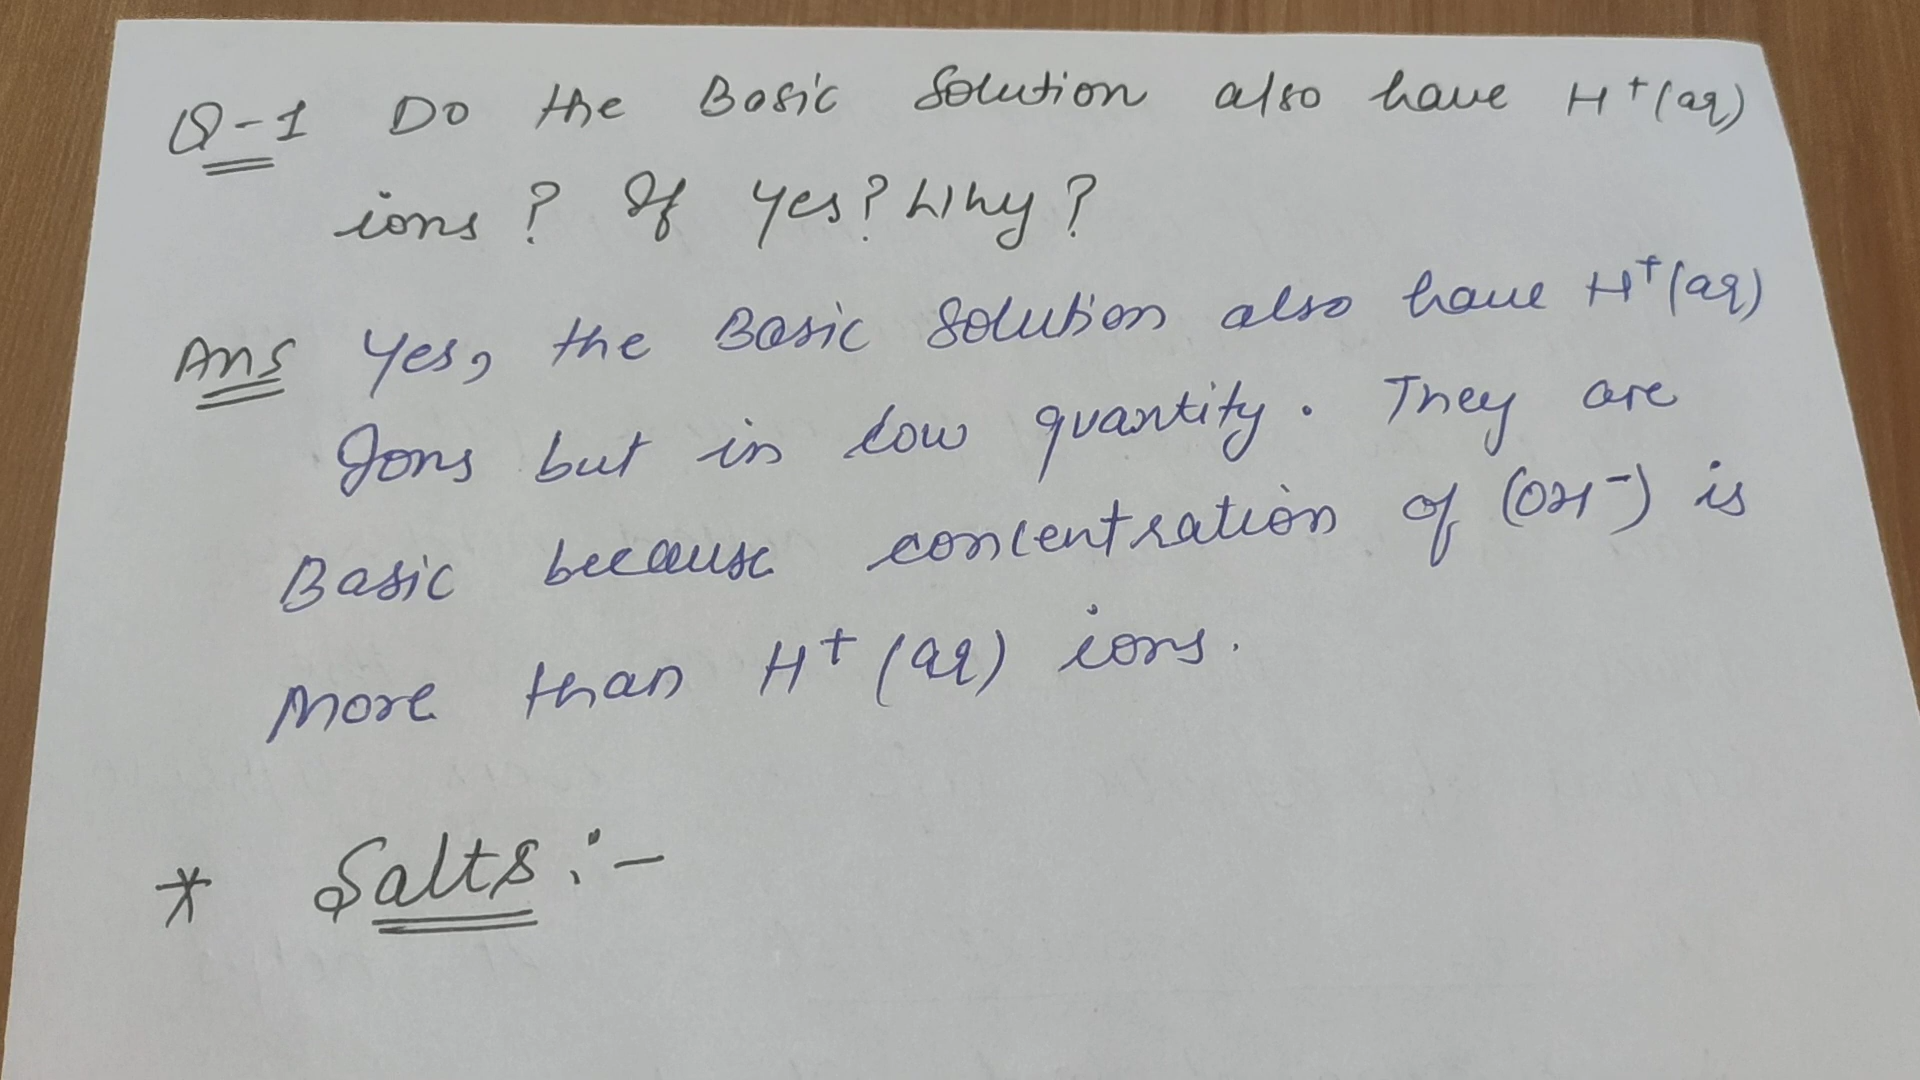 Q-1 Do the Basic Solution also have H+(aq)
ions? If Yes? Why?
Ans Yes, the Basic Solution also have H+(aq)
Ions but in low quantity. They are
Basic because concentration of (OH-) is
more than H+(aq) ions.
* Salts:-